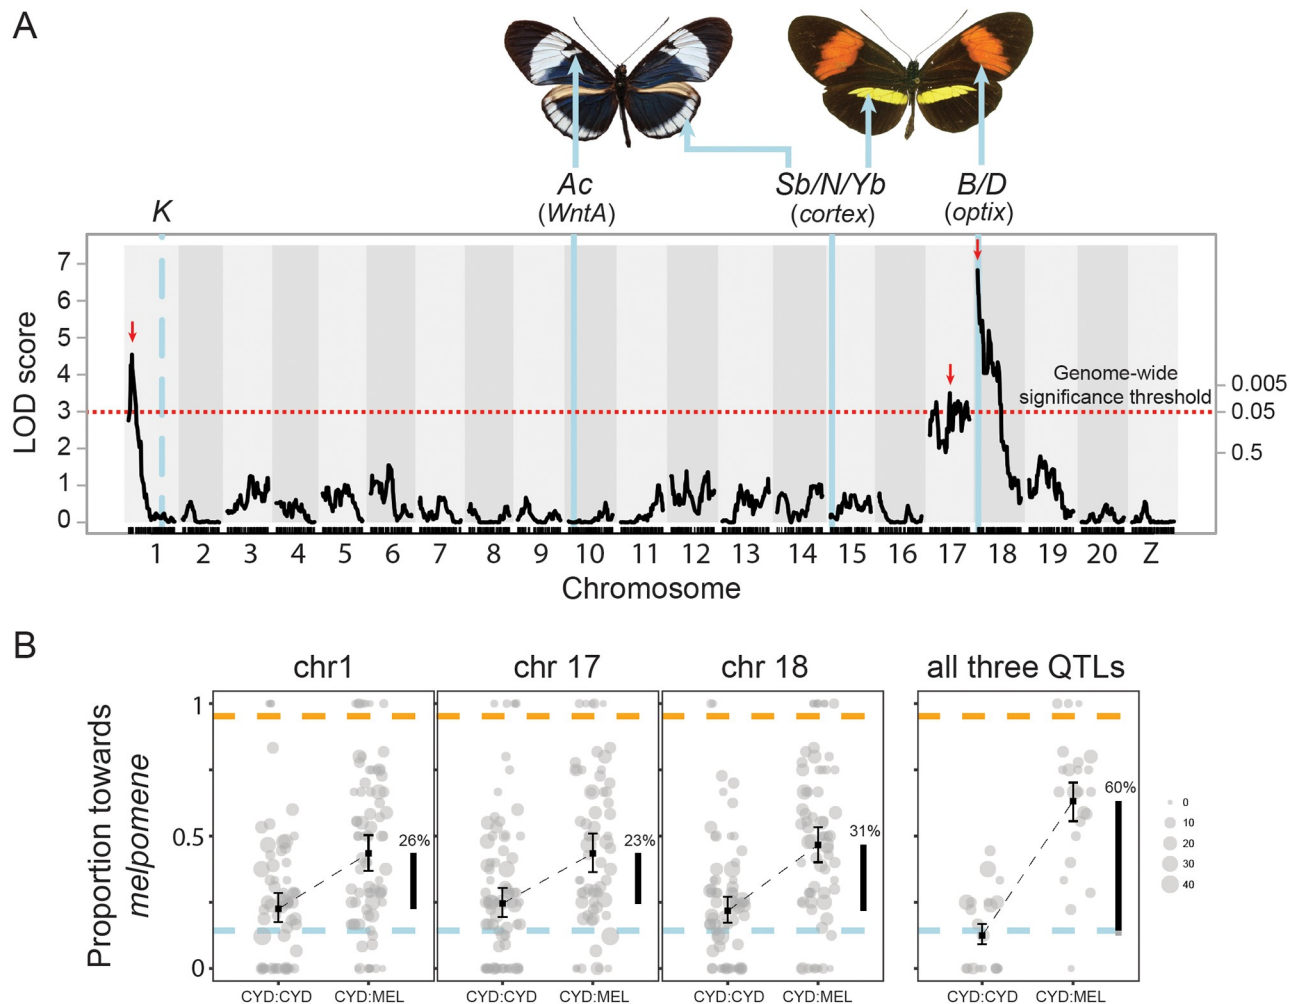 A
K
Ac
(WntA)
Sb/N/Yb
(cortex)
B/D
(optix)
LOD score
7
6
5
4
3
2
1
0
Genome-wide
significance threshold
0.005
0.05
0.5
1 2 3 4 5 6 7 8 9 10 11 12 13 14 15 16 17 18 19 20 Z
Chromosome
B
chr1
chr 17
chr 18
all three QTLs
Proportion towards
melpomene
1
0.5
0
26%
23%
31%
60%
0
10
20
30
40
CYD:CYD CYD:MEL CYD:CYD CYD:MEL CYD:CYD CYD:MEL CYD:CYD CYD:MEL